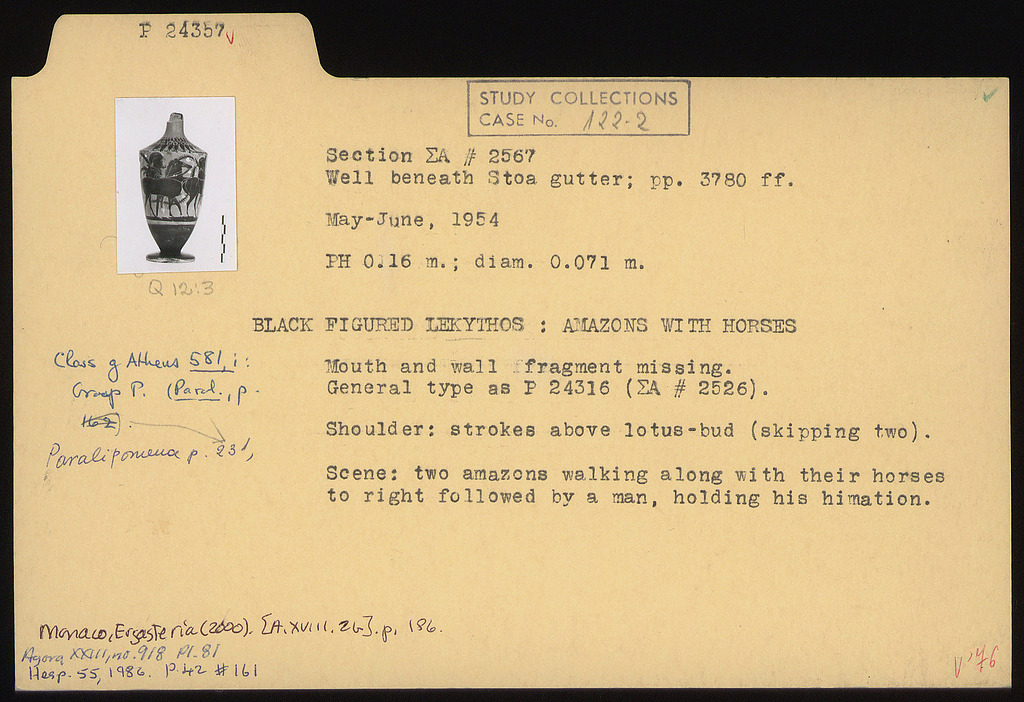 P 24357
STUDY COLLECTIONS
CASE No. 122-2
Section ΣA # 2567
Well beneath Stoa gutter; pp. 3780 ff.
May-June, 1954
PH 0.16 m.; diam. 0.071 m.
Q 12:3
BLACK FIGURED LEKYTHOS : AMAZONS WITH HORSES
Class of Athens 581, i:
Group P. (Paral., p.
462).
Paralipomena p. 231,
Mouth and wall fragment missing.
General type as P 24316 (ΣA # 2526).
Shoulder: strokes above lotus-bud (skipping two).
Scene: two amazons walking along with their horses
to right followed by a man, holding his himation.
Monaco, Ergasteria (2000). [A.XVIII.26]. p. 186.
Agora XXIII, no. 918 Pl. 81
Hesp. 55, 1986. P. 42 # 161
V '76